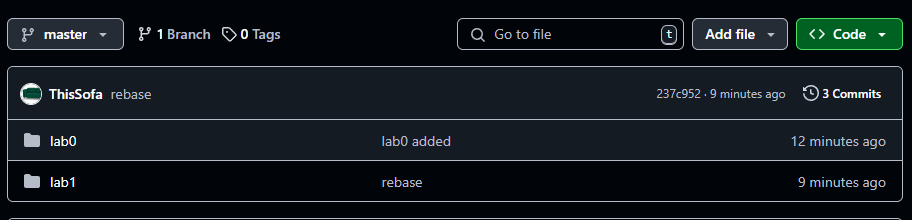 master 1 Branch 0 Tags Go to file t Add file Code
ThisSofa rebase 237c952 · 9 minutes ago 3 Commits
lab0 lab0 added 12 minutes ago
lab1 rebase 9 minutes ago